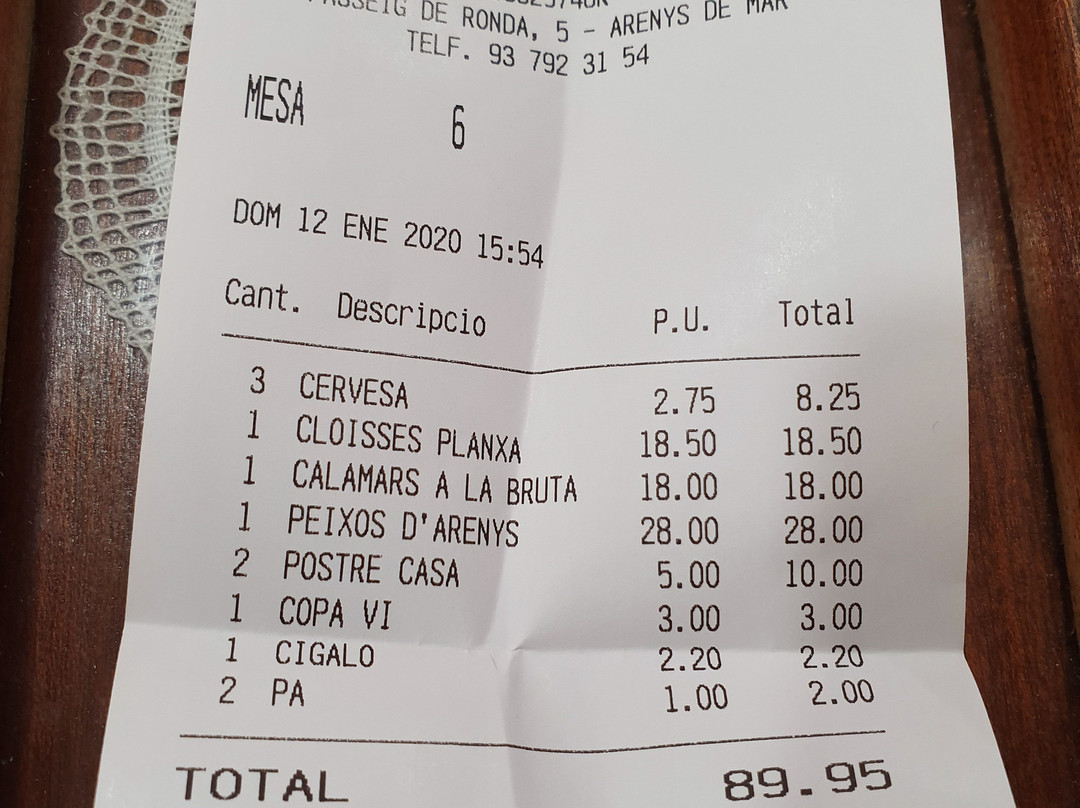 DE RONDA, 5 - ARENYS DE MAR
TELF. 93 792 31 54
MESA 6
DOM 12 ENE 2020 15:54
Cant. Descripcio P.U. Total
3 CERVESA 2.75 8.25
1 CLOISSES PLANXA 18.50 18.50
1 CALAMARS A LA BRUTA 18.00 18.00
1 PEIXOS D'ARENYS 28.00 28.00
2 POSTRE CASA 5.00 10.00
1 COPA VI 3.00 3.00
1 CIGALO 2.20 2.20
2 PA 1.00 2.00
TOTAL 89.95